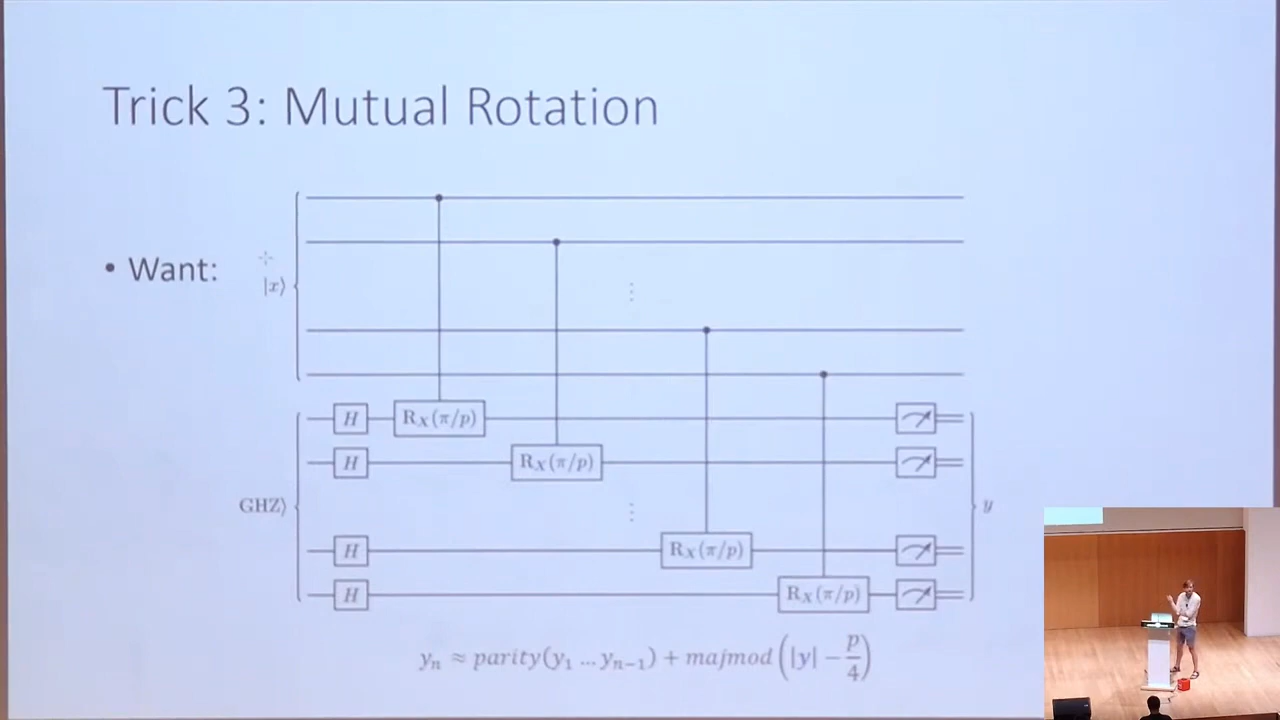 Trick 3: Mutual Rotation
• Want:
|x⟩
⋮
H
R_X(π/p)
H
R_X(π/p)
GHZ⟩
⋮
y
H
R_X(π/p)
H
R_X(π/p)
y_n ≈ parity(y_1 … y_{n−1}) + majmod(|y| − p/4)